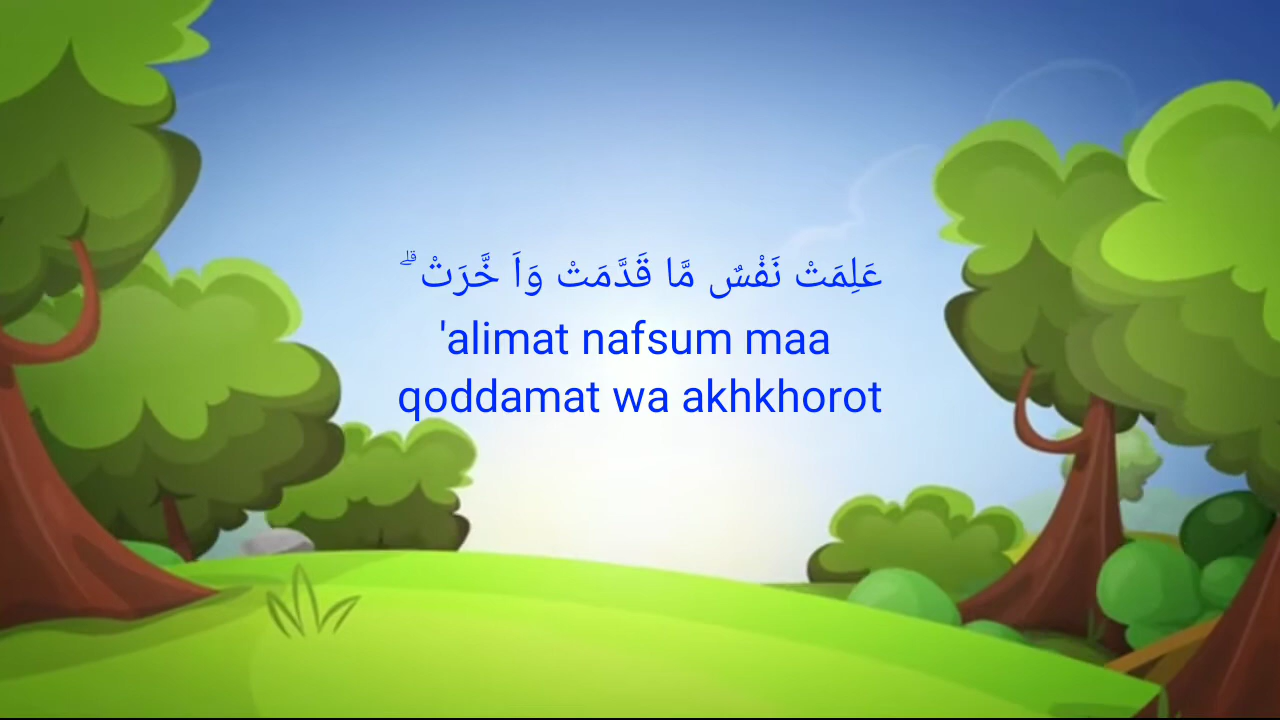 عَلِمَتْ نَفْسٌ مَّا قَدَّمَتْ وَاَ خَّرَتْ ۗ
'alimat nafsum maa
qoddamat wa akhkhorot